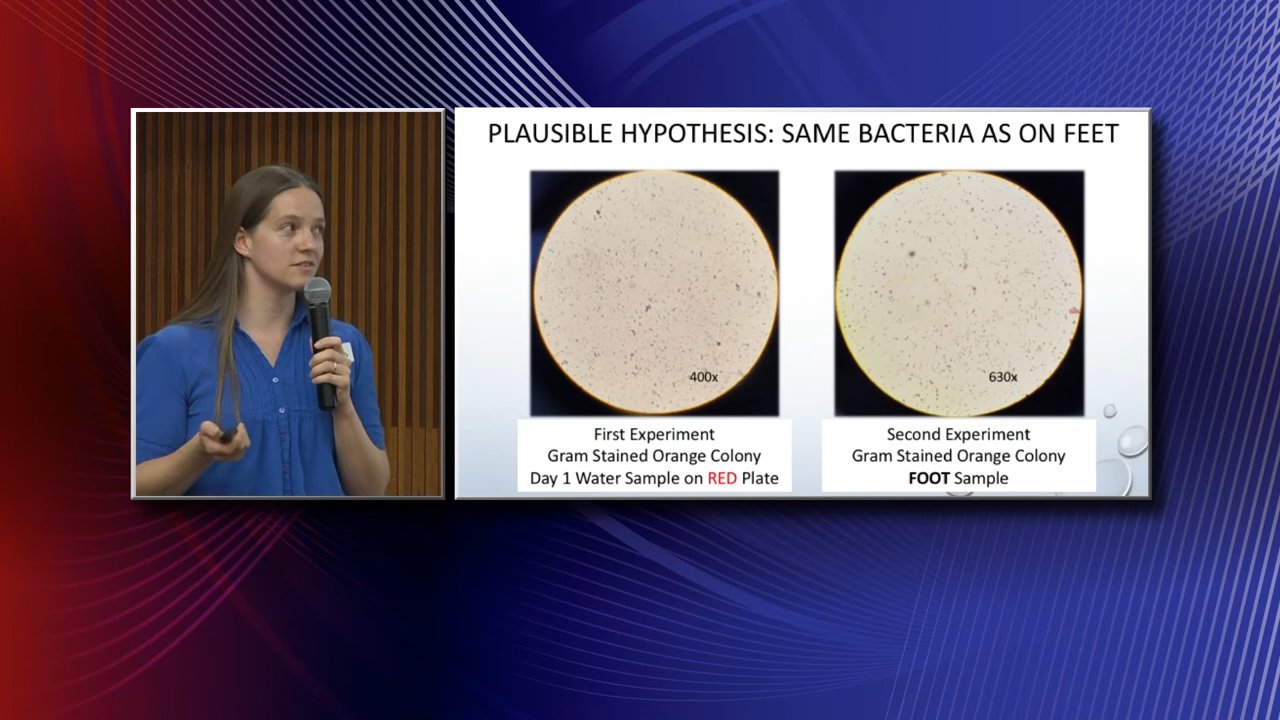 PLAUSIBLE HYPOTHESIS: SAME BACTERIA AS ON FEET
400x
630x
First Experiment
Gram Stained Orange Colony
Day 1 Water Sample on RED Plate
Second Experiment
Gram Stained Orange Colony
FOOT Sample